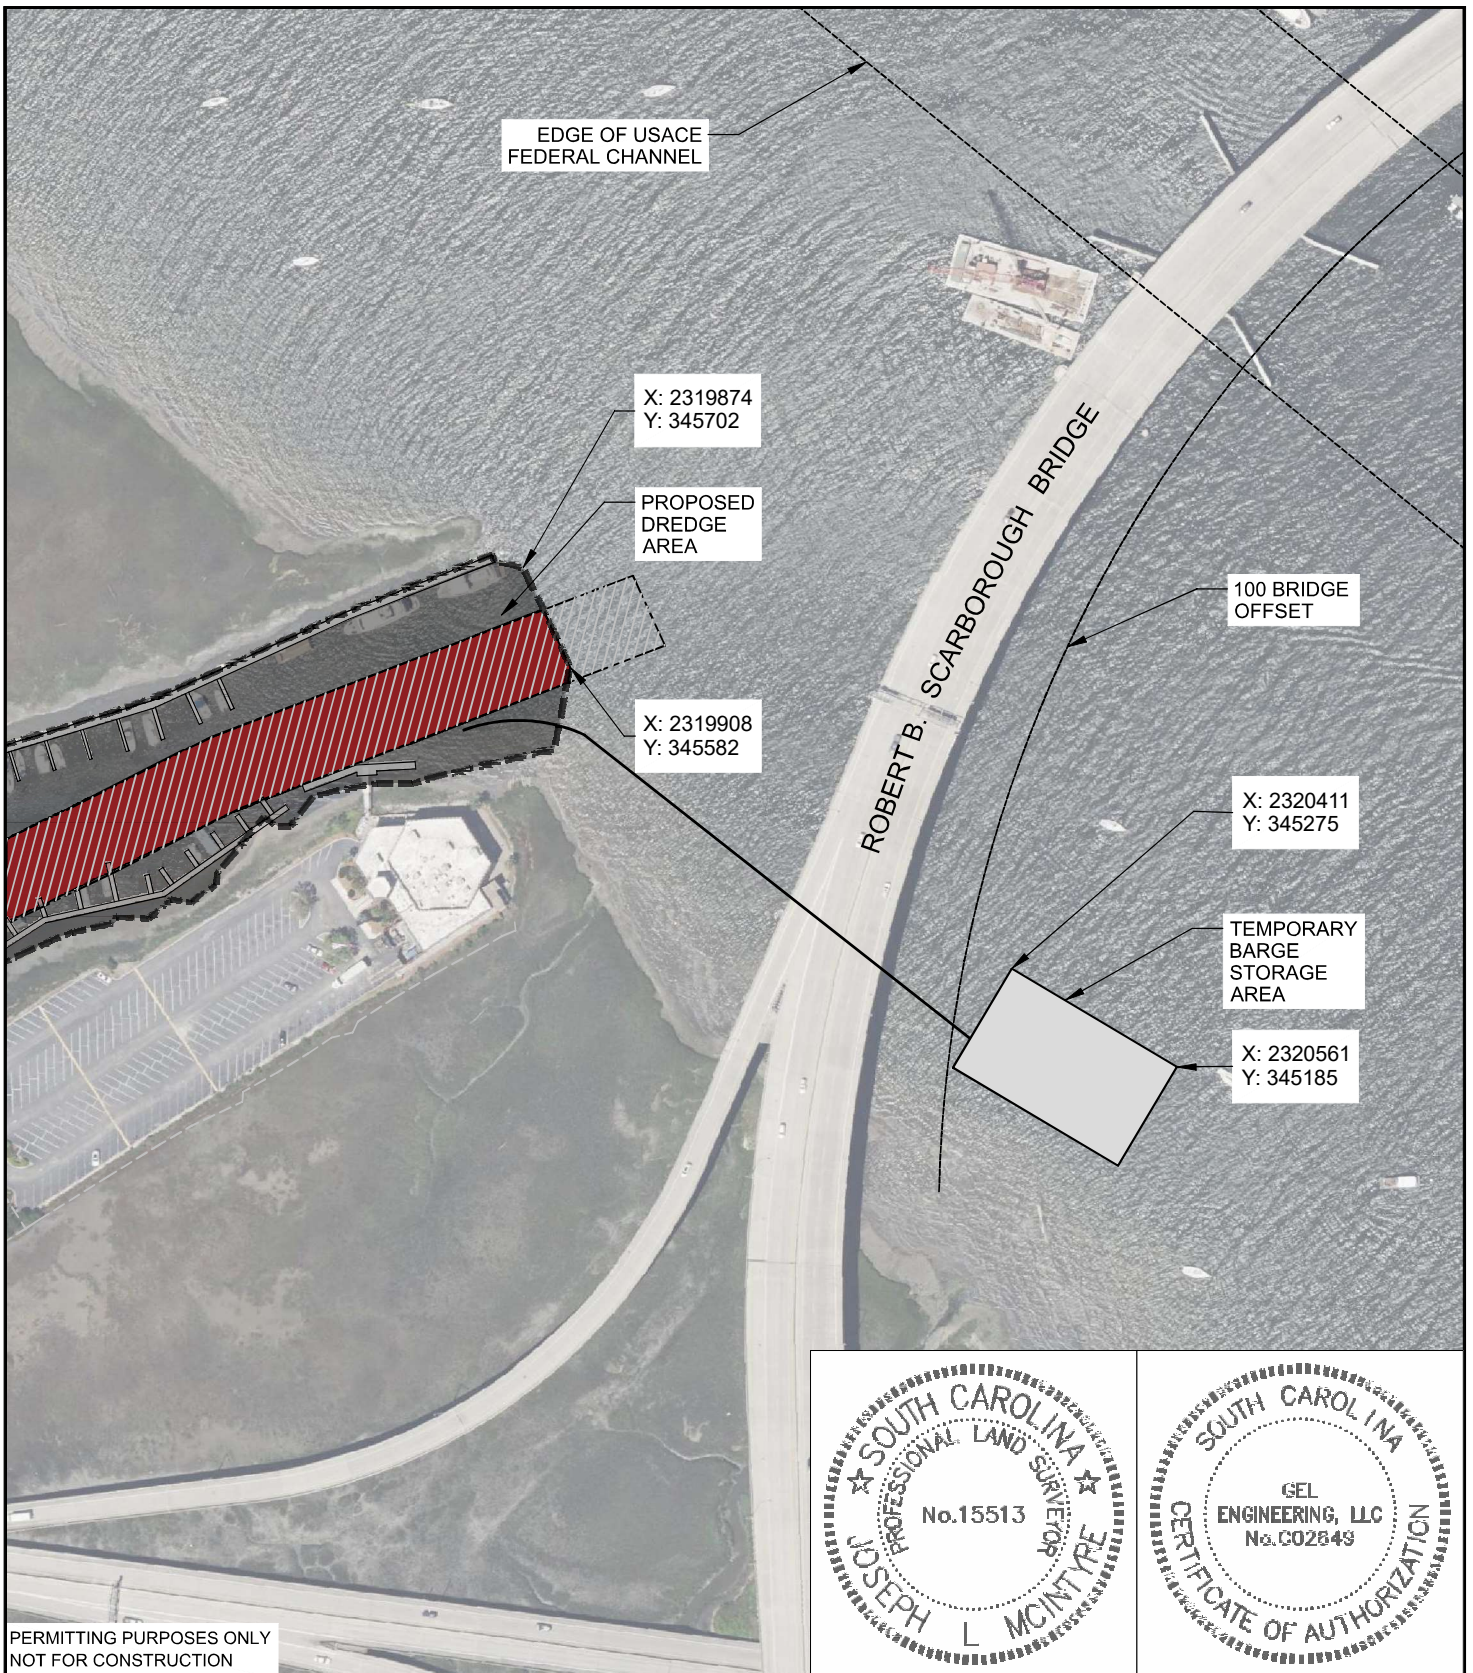 EDGE OF USACE
FEDERAL CHANNEL
X: 2319874
Y: 345702
PROPOSED
DREDGE
AREA
ROBERT B. SCARBOROUGH BRIDGE
100 BRIDGE
OFFSET
X: 2319908
Y: 345582
X: 2320411
Y: 345275
TEMPORARY
BARGE
STORAGE
AREA
X: 2320561
Y: 345185
SOUTH CAROLINA
PROFESSIONAL LAND SURVEYOR
No.15513
JOSEPH L MCINTYRE
SOUTH CAROLINA
GEL
ENGINEERING, LLC
No.C02849
CERTIFICATE OF AUTHORIZATION
PERMITTING PURPOSES ONLY
NOT FOR CONSTRUCTION